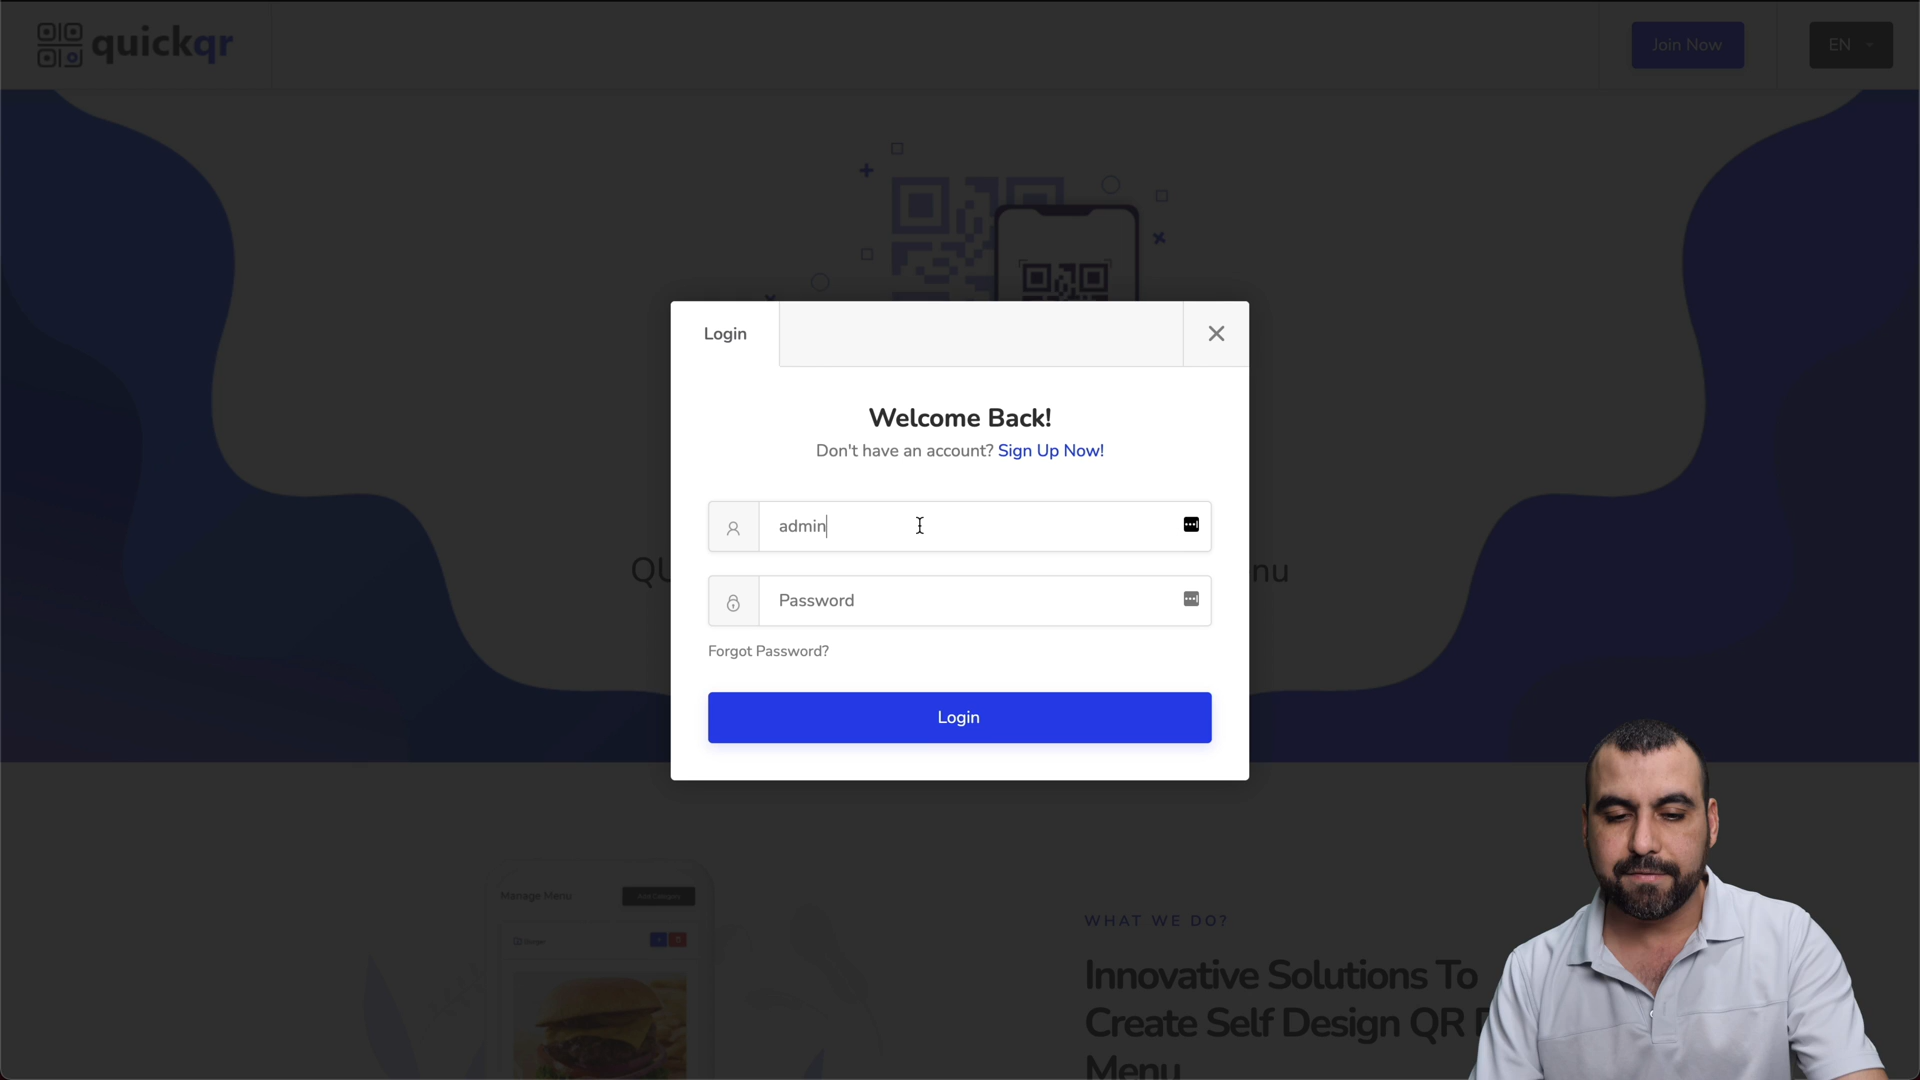 quickqr
Join Now
EN
Login
Welcome Back!
Don't have an account? Sign Up Now!
admin
QU
nu
Password
Forgot Password?
Login
Manage Menu
Burger
WHAT WE DO?
Innovative Solutions To
Create Self Design QR
Menu